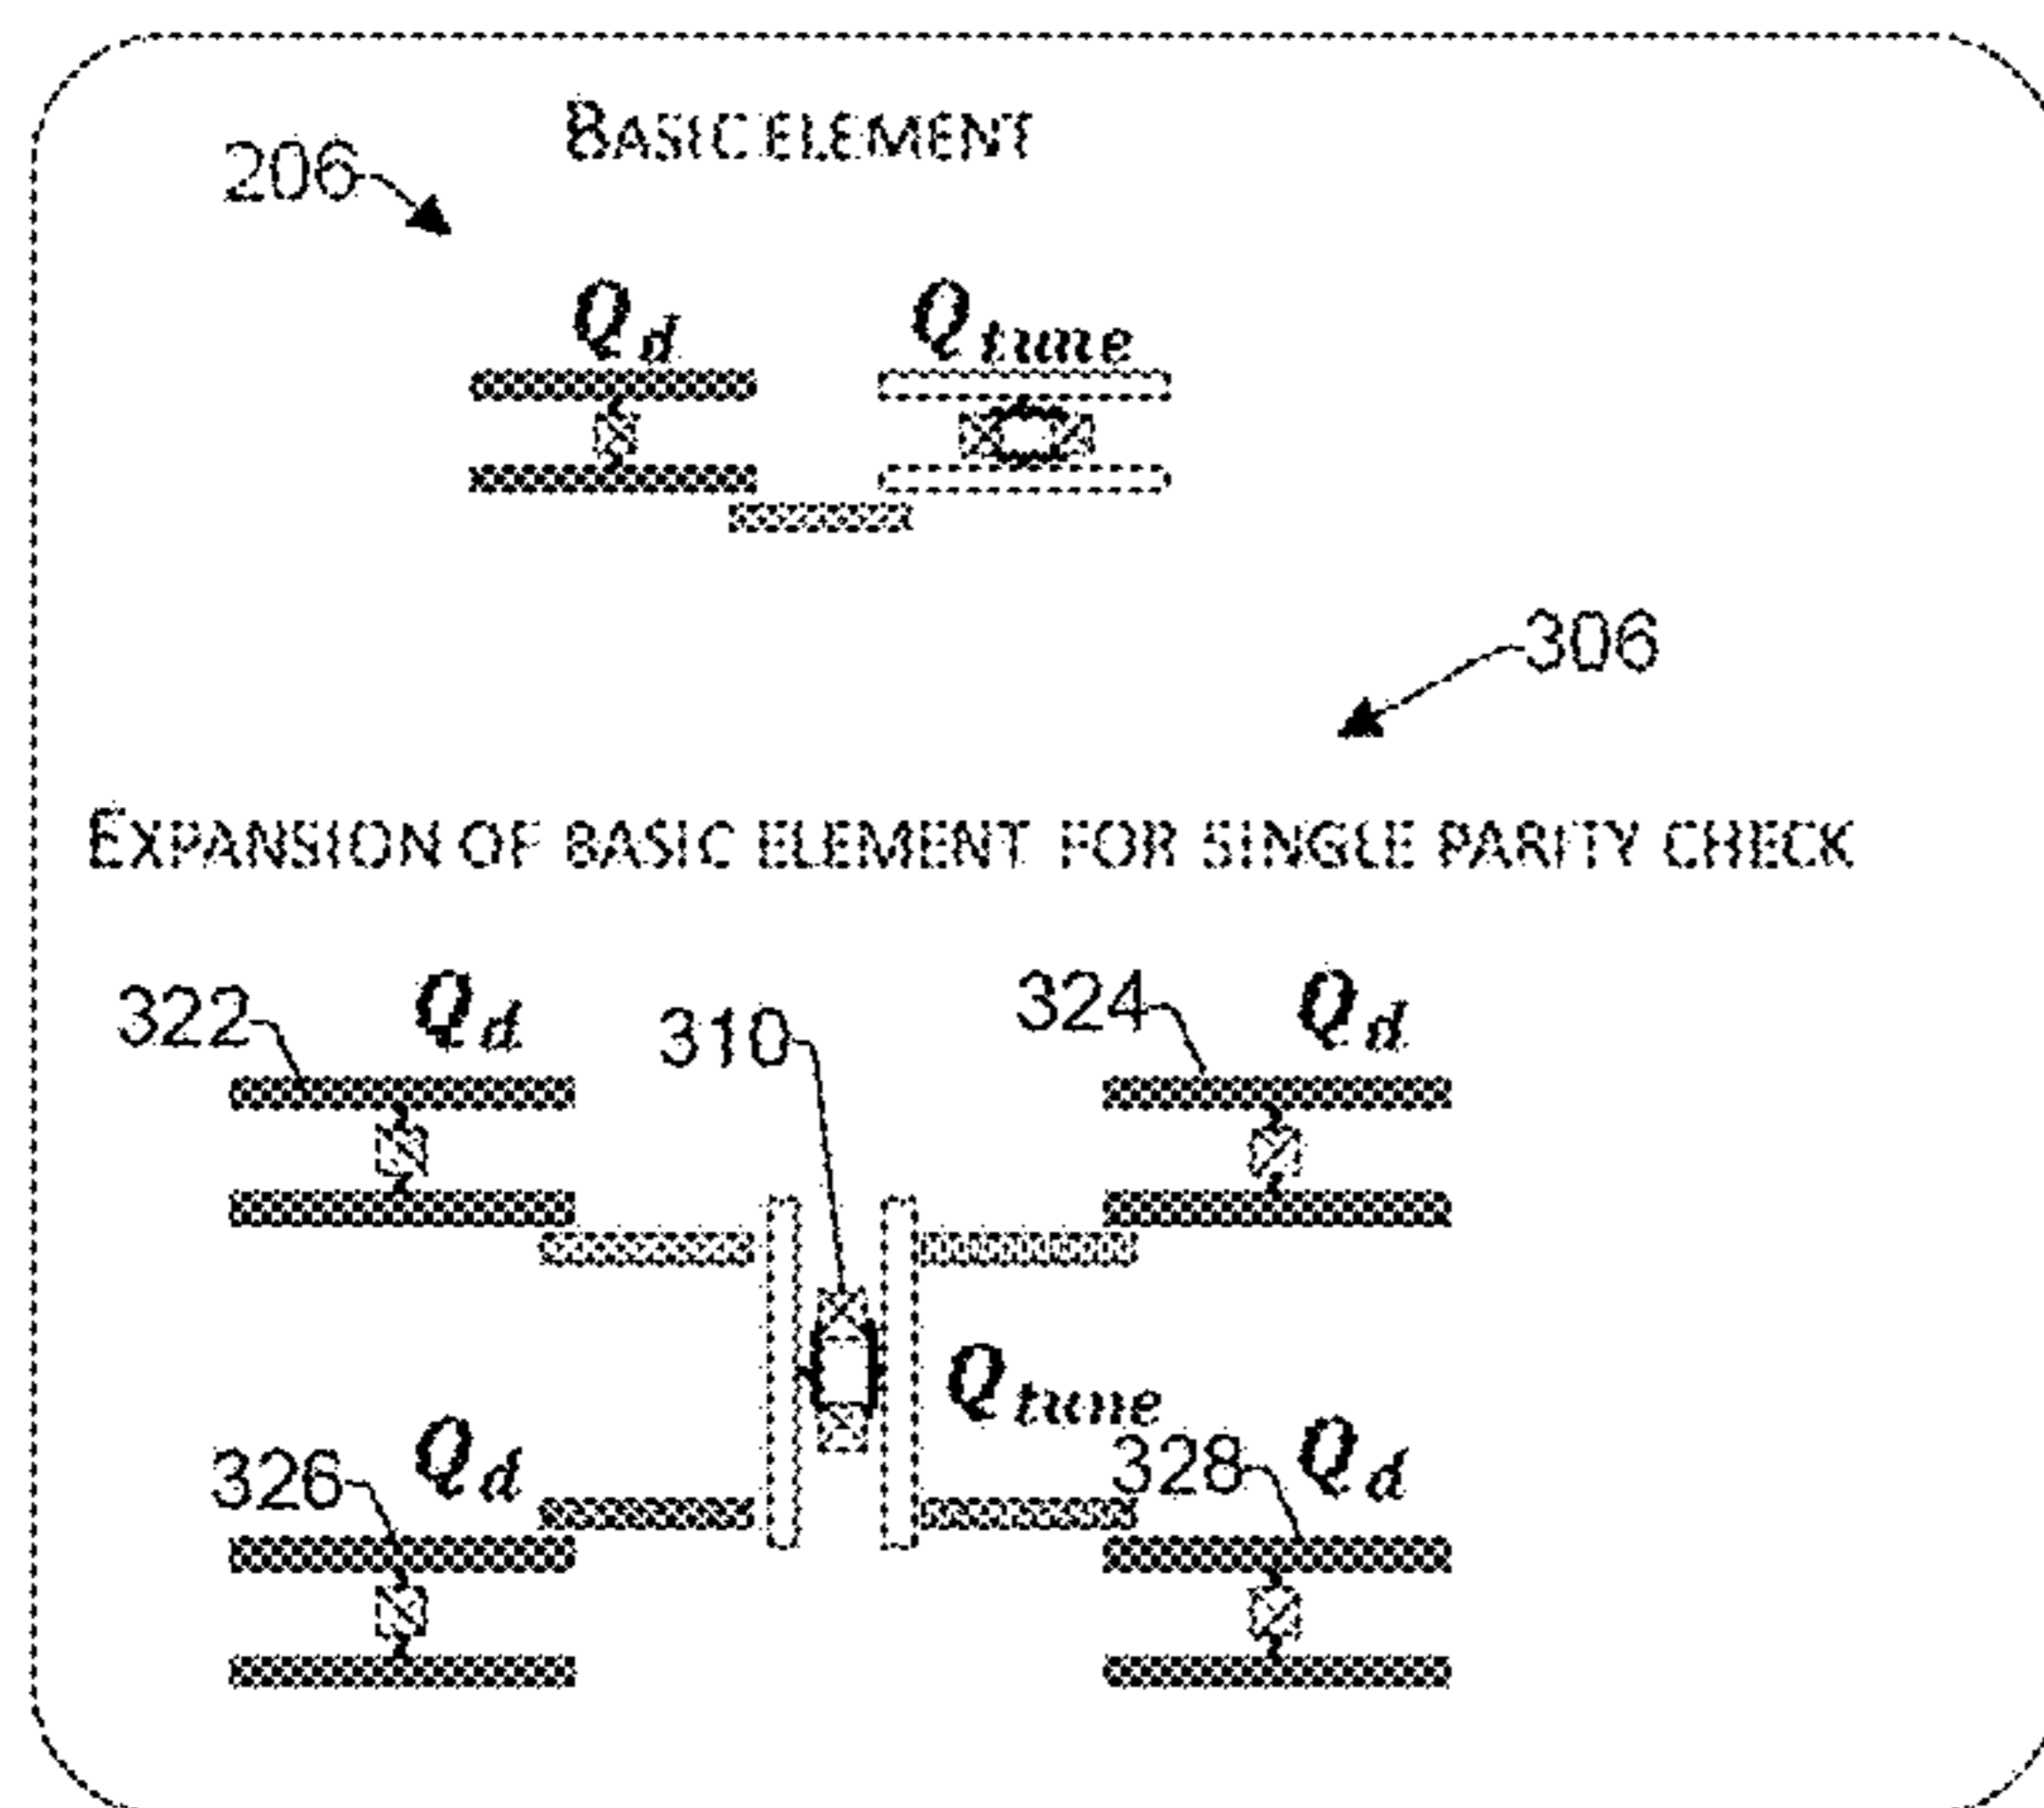 BASIC ELEMENT
206
Qd Qtune
306
EXPANSION OF BASIC ELEMENT FOR SINGLE PARITY CHECK
322 Qd 310 324 Qd
Qtune
326 Qd 328 Qd